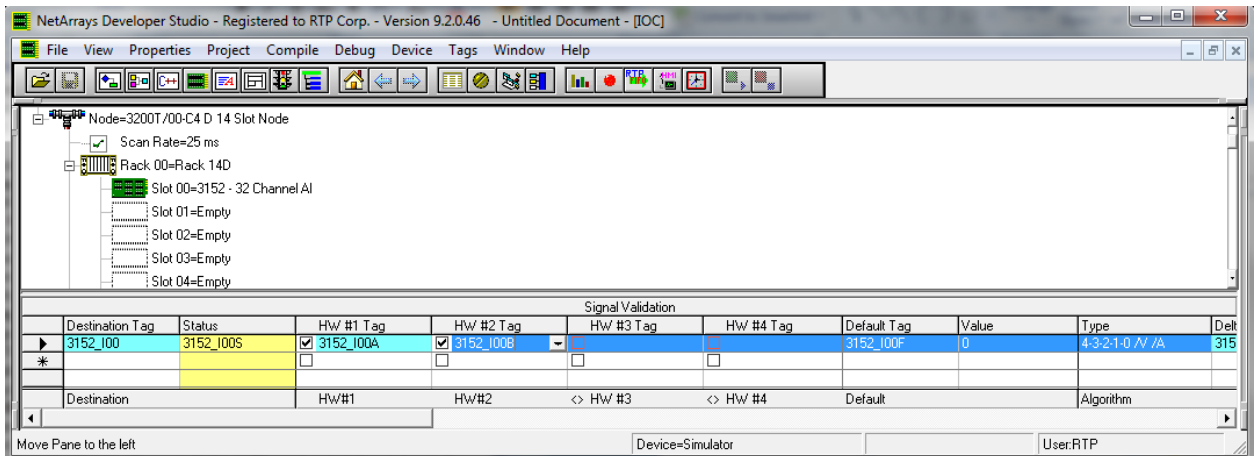 NetArrays Developer Studio - Registered to RTP Corp. - Version 9.2.0.46 - Untitled Document - [IOC]
File View Properties Project Compile Debug Device Tags Window Help
Node=3200T/00-C4 D 14 Slot Node
Scan Rate=25 ms
Rack 00=Rack 14D
Slot 00=3152 - 32 Channel AI
Slot 01=Empty
Slot 02=Empty
Slot 03=Empty
Slot 04=Empty
Signal Validation
Destination Tag Status HW #1 Tag HW #2 Tag HW #3 Tag HW #4 Tag Default Tag Value Type Delt
3152_I00 3152_I00S 3152_I00A 3152_I00B 3152_I00F 0 4-3-2-1-0 /V /A 315
Destination HW#1 HW#2 <> HW #3 <> HW #4 Default Algorithm
Move Pane to the left Device=Simulator User:RTP